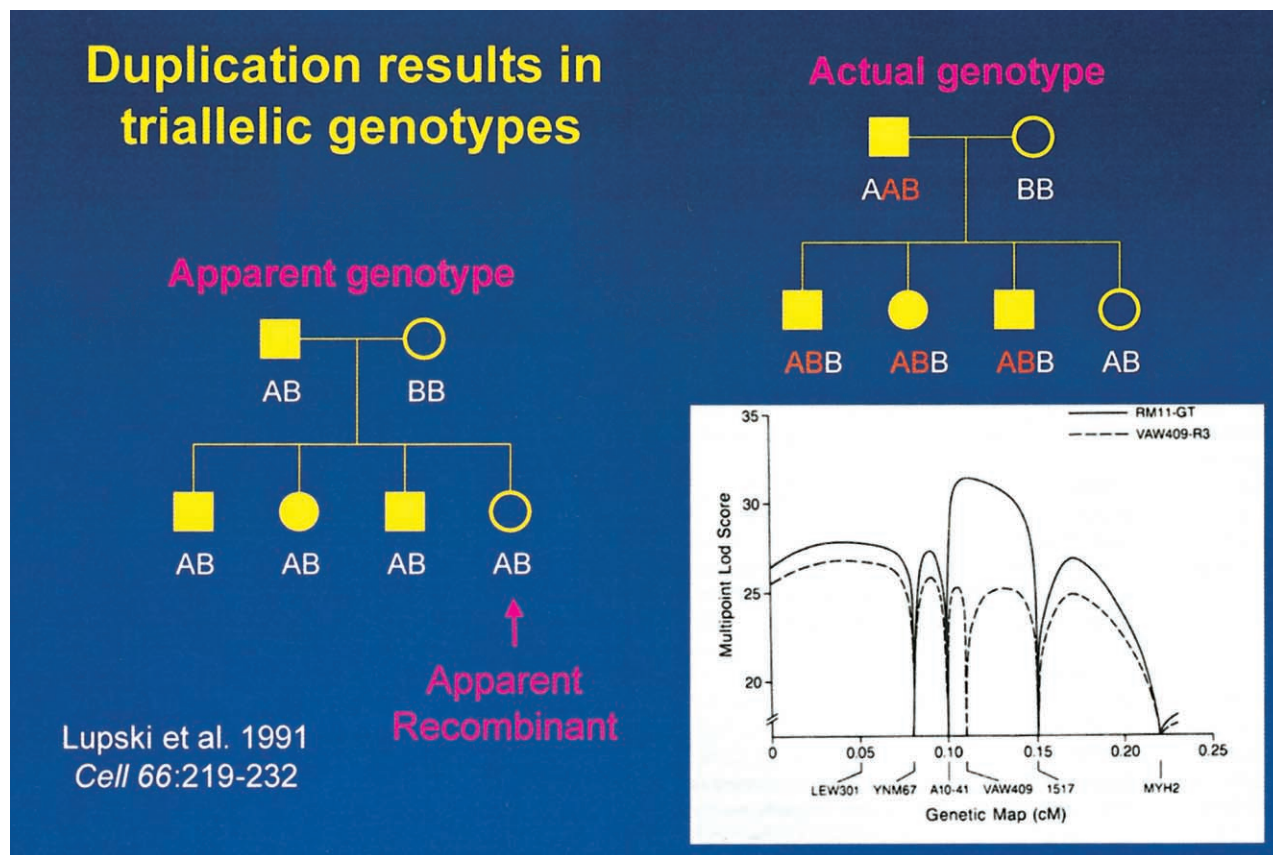 Duplication results in
triallelic genotypes
Apparent genotype
AB
BB
AB
AB
AB
AB
Apparent
Recombinant
Lupski et al. 1991
Cell 66:219-232
Actual genotype
AAB
BB
ABB
ABB
ABB
AB
RM11-GT
VAW409-R3
Multipoint Lod Score
35
30
25
20
0
0.05
0.10
0.15
0.20
0.25
LEW301
YNM67
A10-41
VAW409
1517
MYH2
Genetic Map (cM)